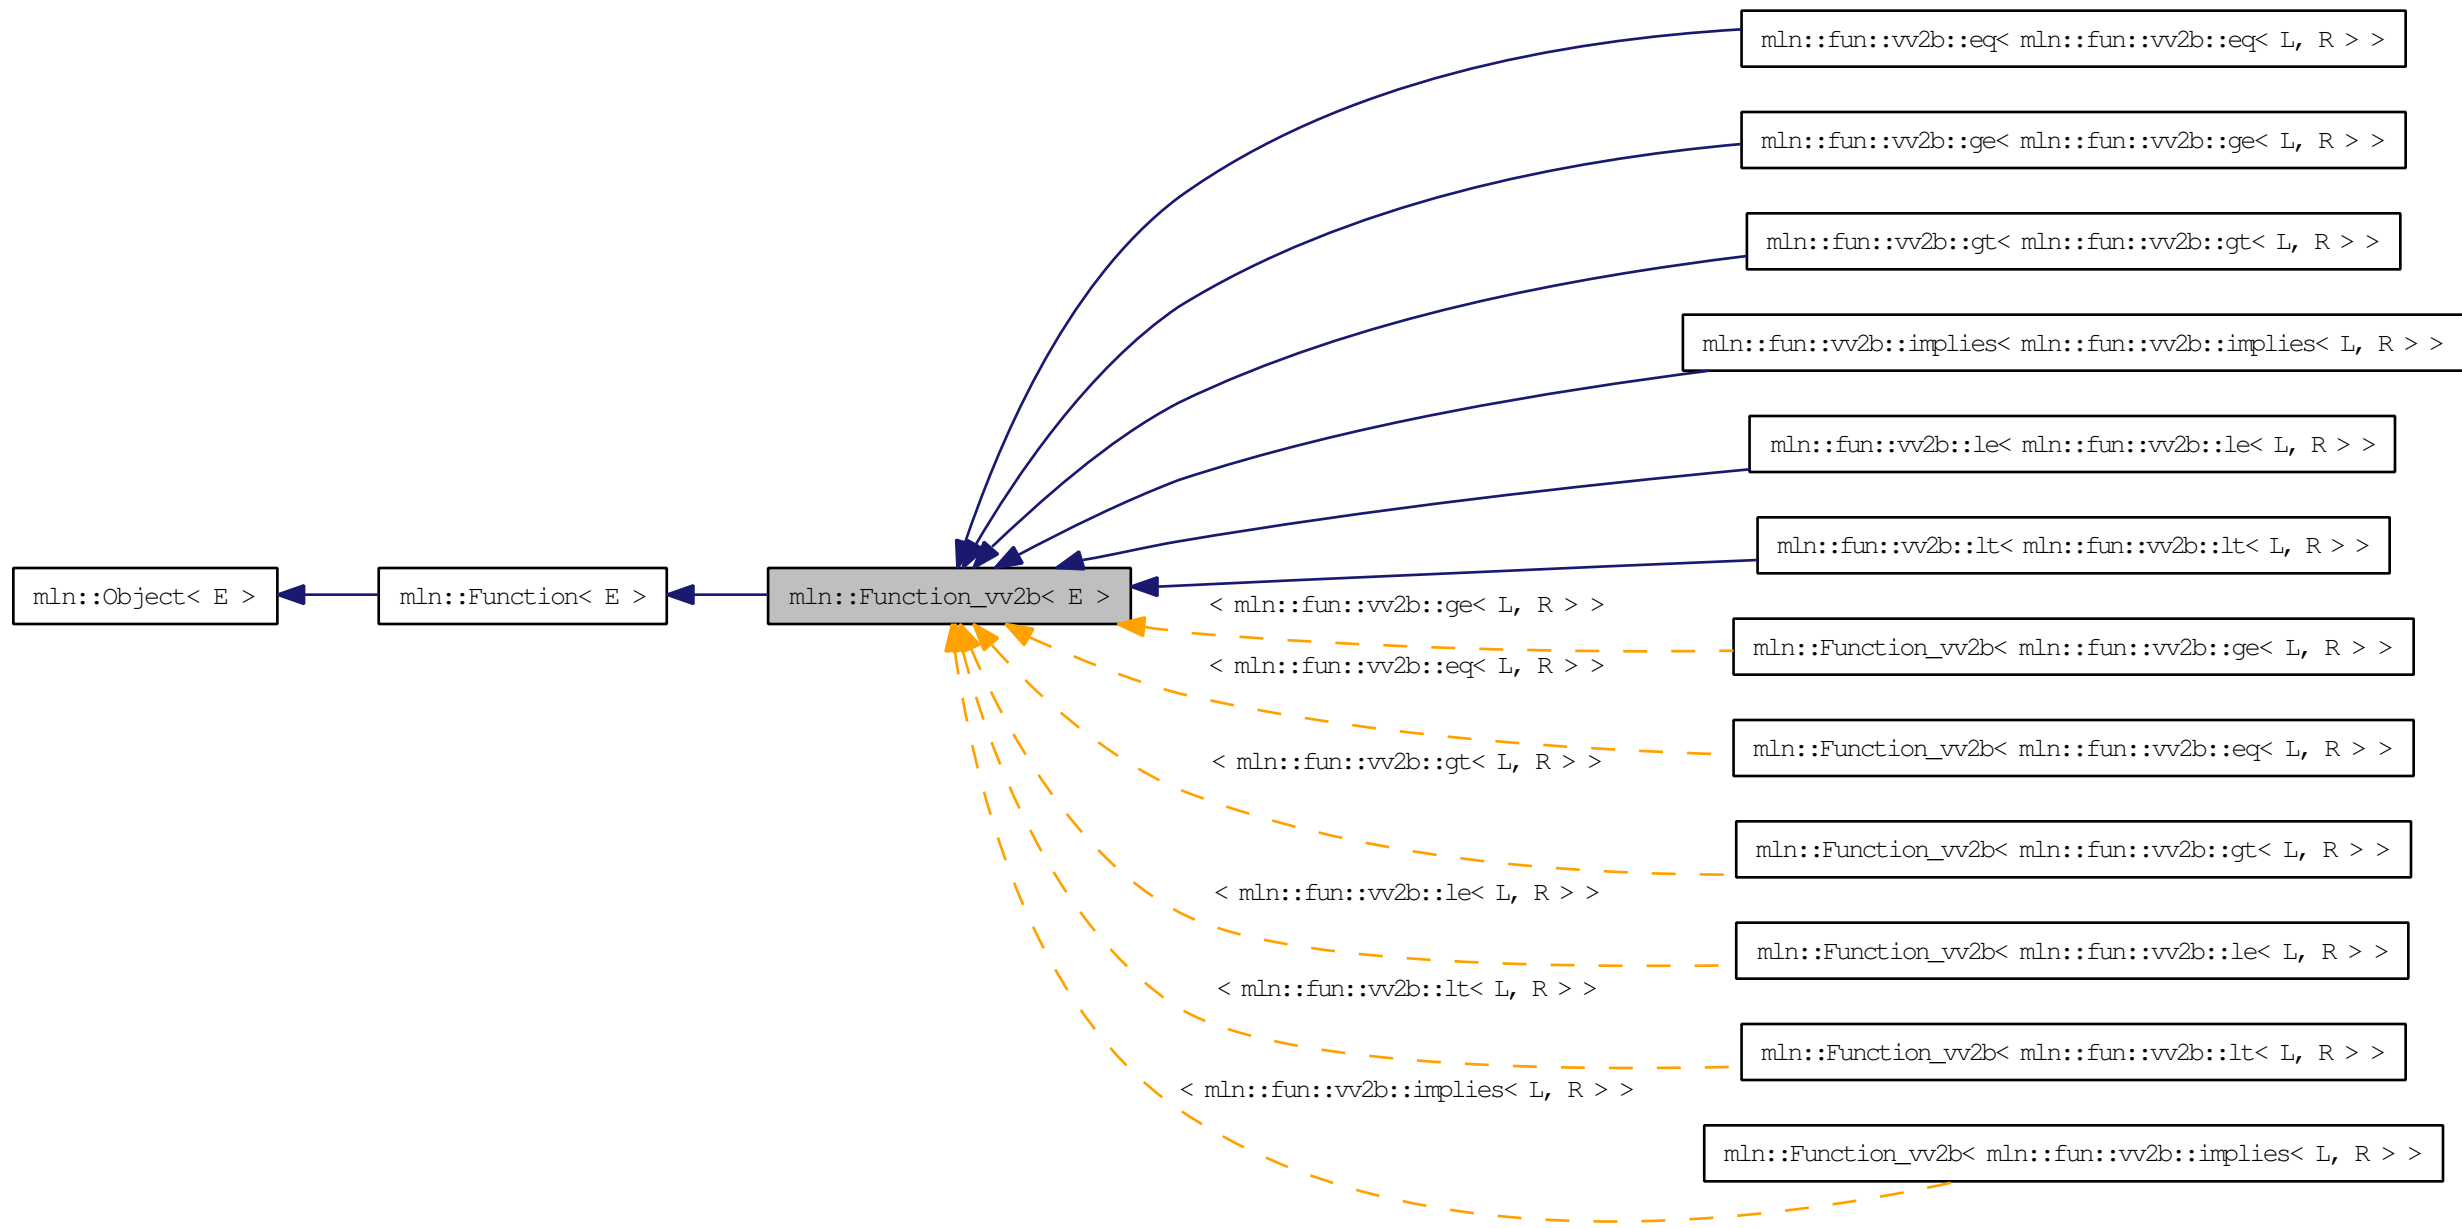 mln::fun::vv2b::eq< mln::fun::vv2b::eq< L, R > >
mln::fun::vv2b::ge< mln::fun::vv2b::ge< L, R > >
mln::fun::vv2b::gt< mln::fun::vv2b::gt< L, R > >
mln::fun::vv2b::implies< mln::fun::vv2b::implies< L, R > >
mln::fun::vv2b::le< mln::fun::vv2b::le< L, R > >
mln::fun::vv2b::lt< mln::fun::vv2b::lt< L, R > >
mln::Object< E >
mln::Function< E >
mln::Function_vv2b< E >
< mln::fun::vv2b::ge< L, R > >
mln::Function_vv2b< mln::fun::vv2b::ge< L, R > >
< mln::fun::vv2b::eq< L, R > >
mln::Function_vv2b< mln::fun::vv2b::eq< L, R > >
< mln::fun::vv2b::gt< L, R > >
mln::Function_vv2b< mln::fun::vv2b::gt< L, R > >
< mln::fun::vv2b::le< L, R > >
mln::Function_vv2b< mln::fun::vv2b::le< L, R > >
< mln::fun::vv2b::lt< L, R > >
mln::Function_vv2b< mln::fun::vv2b::lt< L, R > >
< mln::fun::vv2b::implies< L, R > >
mln::Function_vv2b< mln::fun::vv2b::implies< L, R > >